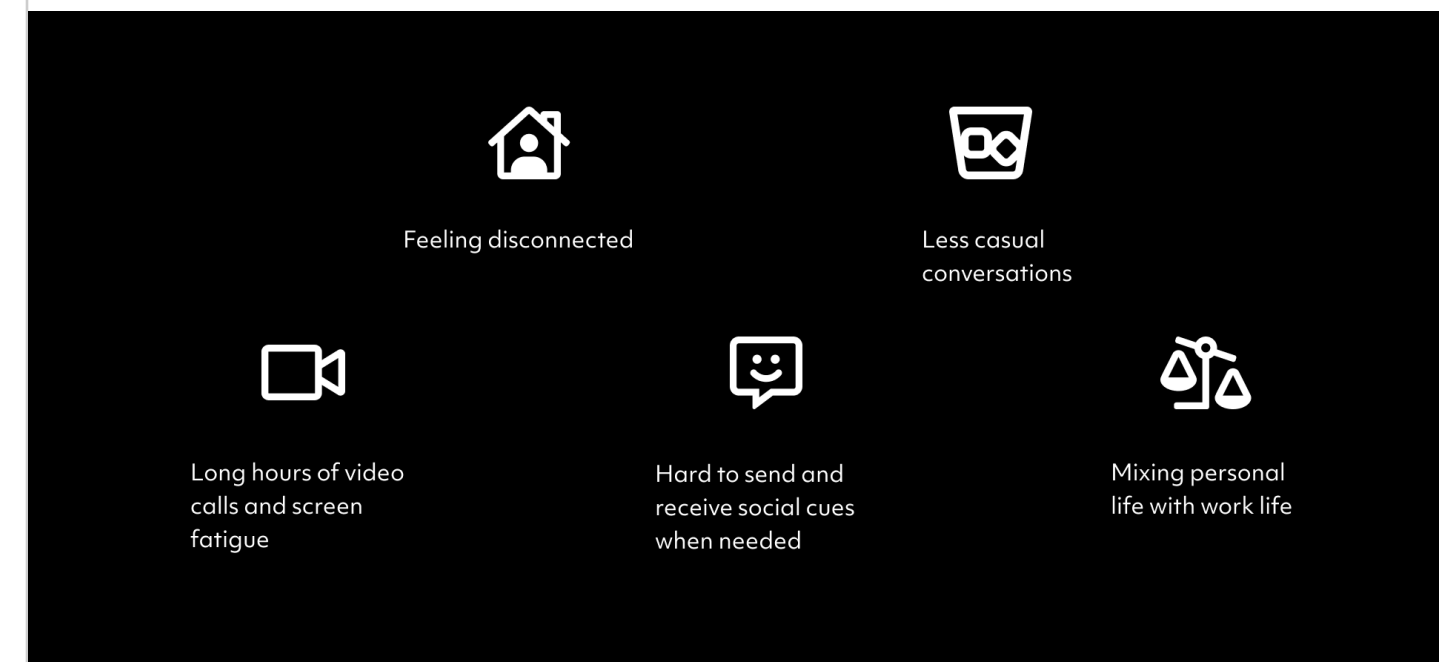 Feeling disconnected
Less casual
conversations
Long hours of video
calls and screen
fatigue
Hard to send and
receive social cues
when needed
Mixing personal
life with work life